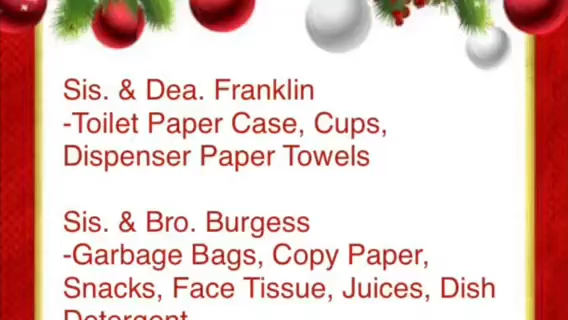 Sis. & Dea. Franklin
-Toilet Paper Case, Cups,
Dispenser Paper Towels
Sis. & Bro. Burgess
-Garbage Bags, Copy Paper,
Snacks, Face Tissue, Juices, Dish
Detergent